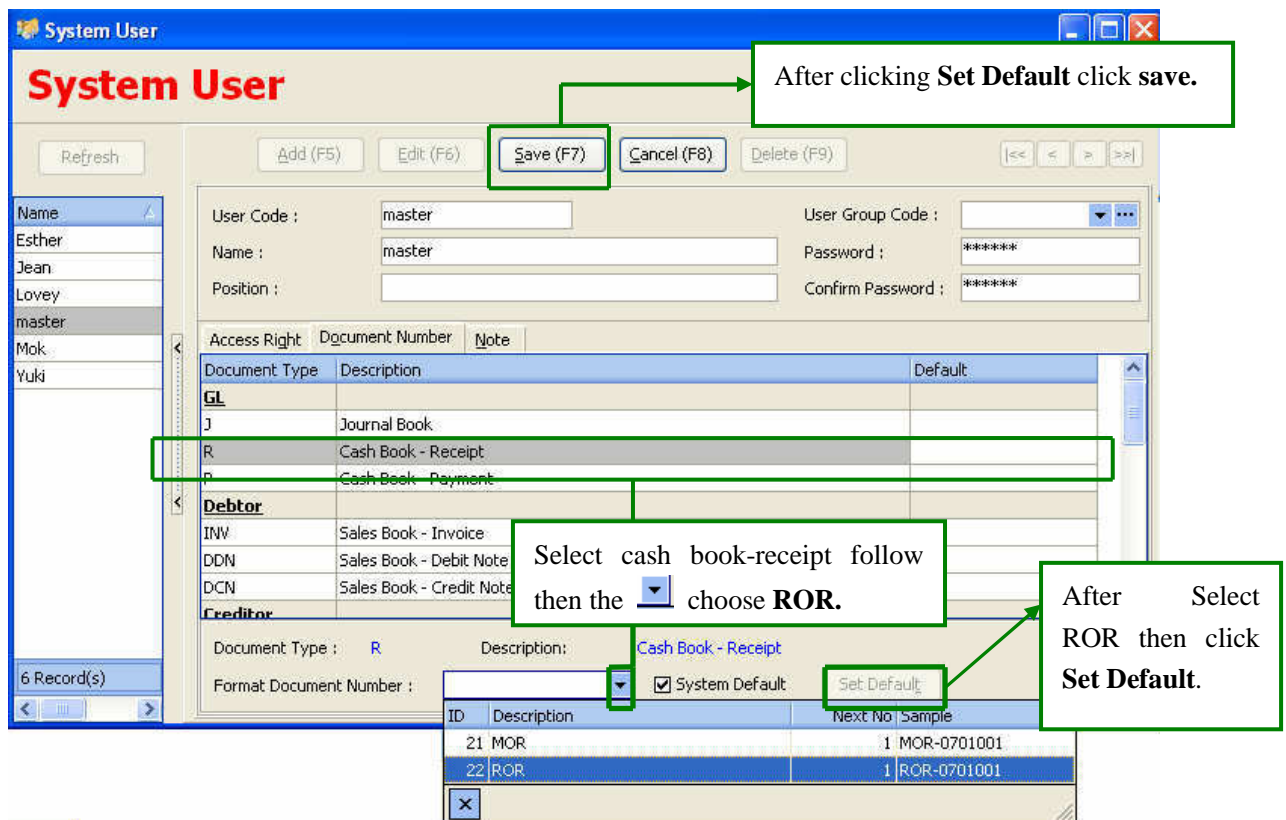 System User
System User
After clicking Set Default click save.
Refresh
Add (F5) Edit (F6) Save (F7) Cancel (F8) Delete (F9) |<< < > >>|
Name
Esther
Jean
Lovey
master
Mok
Yuki
6 Record(s)
User Code : master User Group Code :
Name : master Password : ******
Position : Confirm Password : ******
Access Right Document Number Note
Document Type Description Default
GL
J Journal Book
R Cash Book - Receipt
P Cash Book - Payment
Debtor
INV Sales Book - Invoice
DDN Sales Book - Debit Note
DCN Sales Book - Credit Note
Creditor
Select cash book-receipt follow
then the choose ROR.
After Select
ROR then click
Set Default.
Document Type : R Description: Cash Book - Receipt
Format Document Number : System Default Set Default
ID Description Next No Sample
21 MOR 1 MOR-0701001
22 ROR 1 ROR-0701001